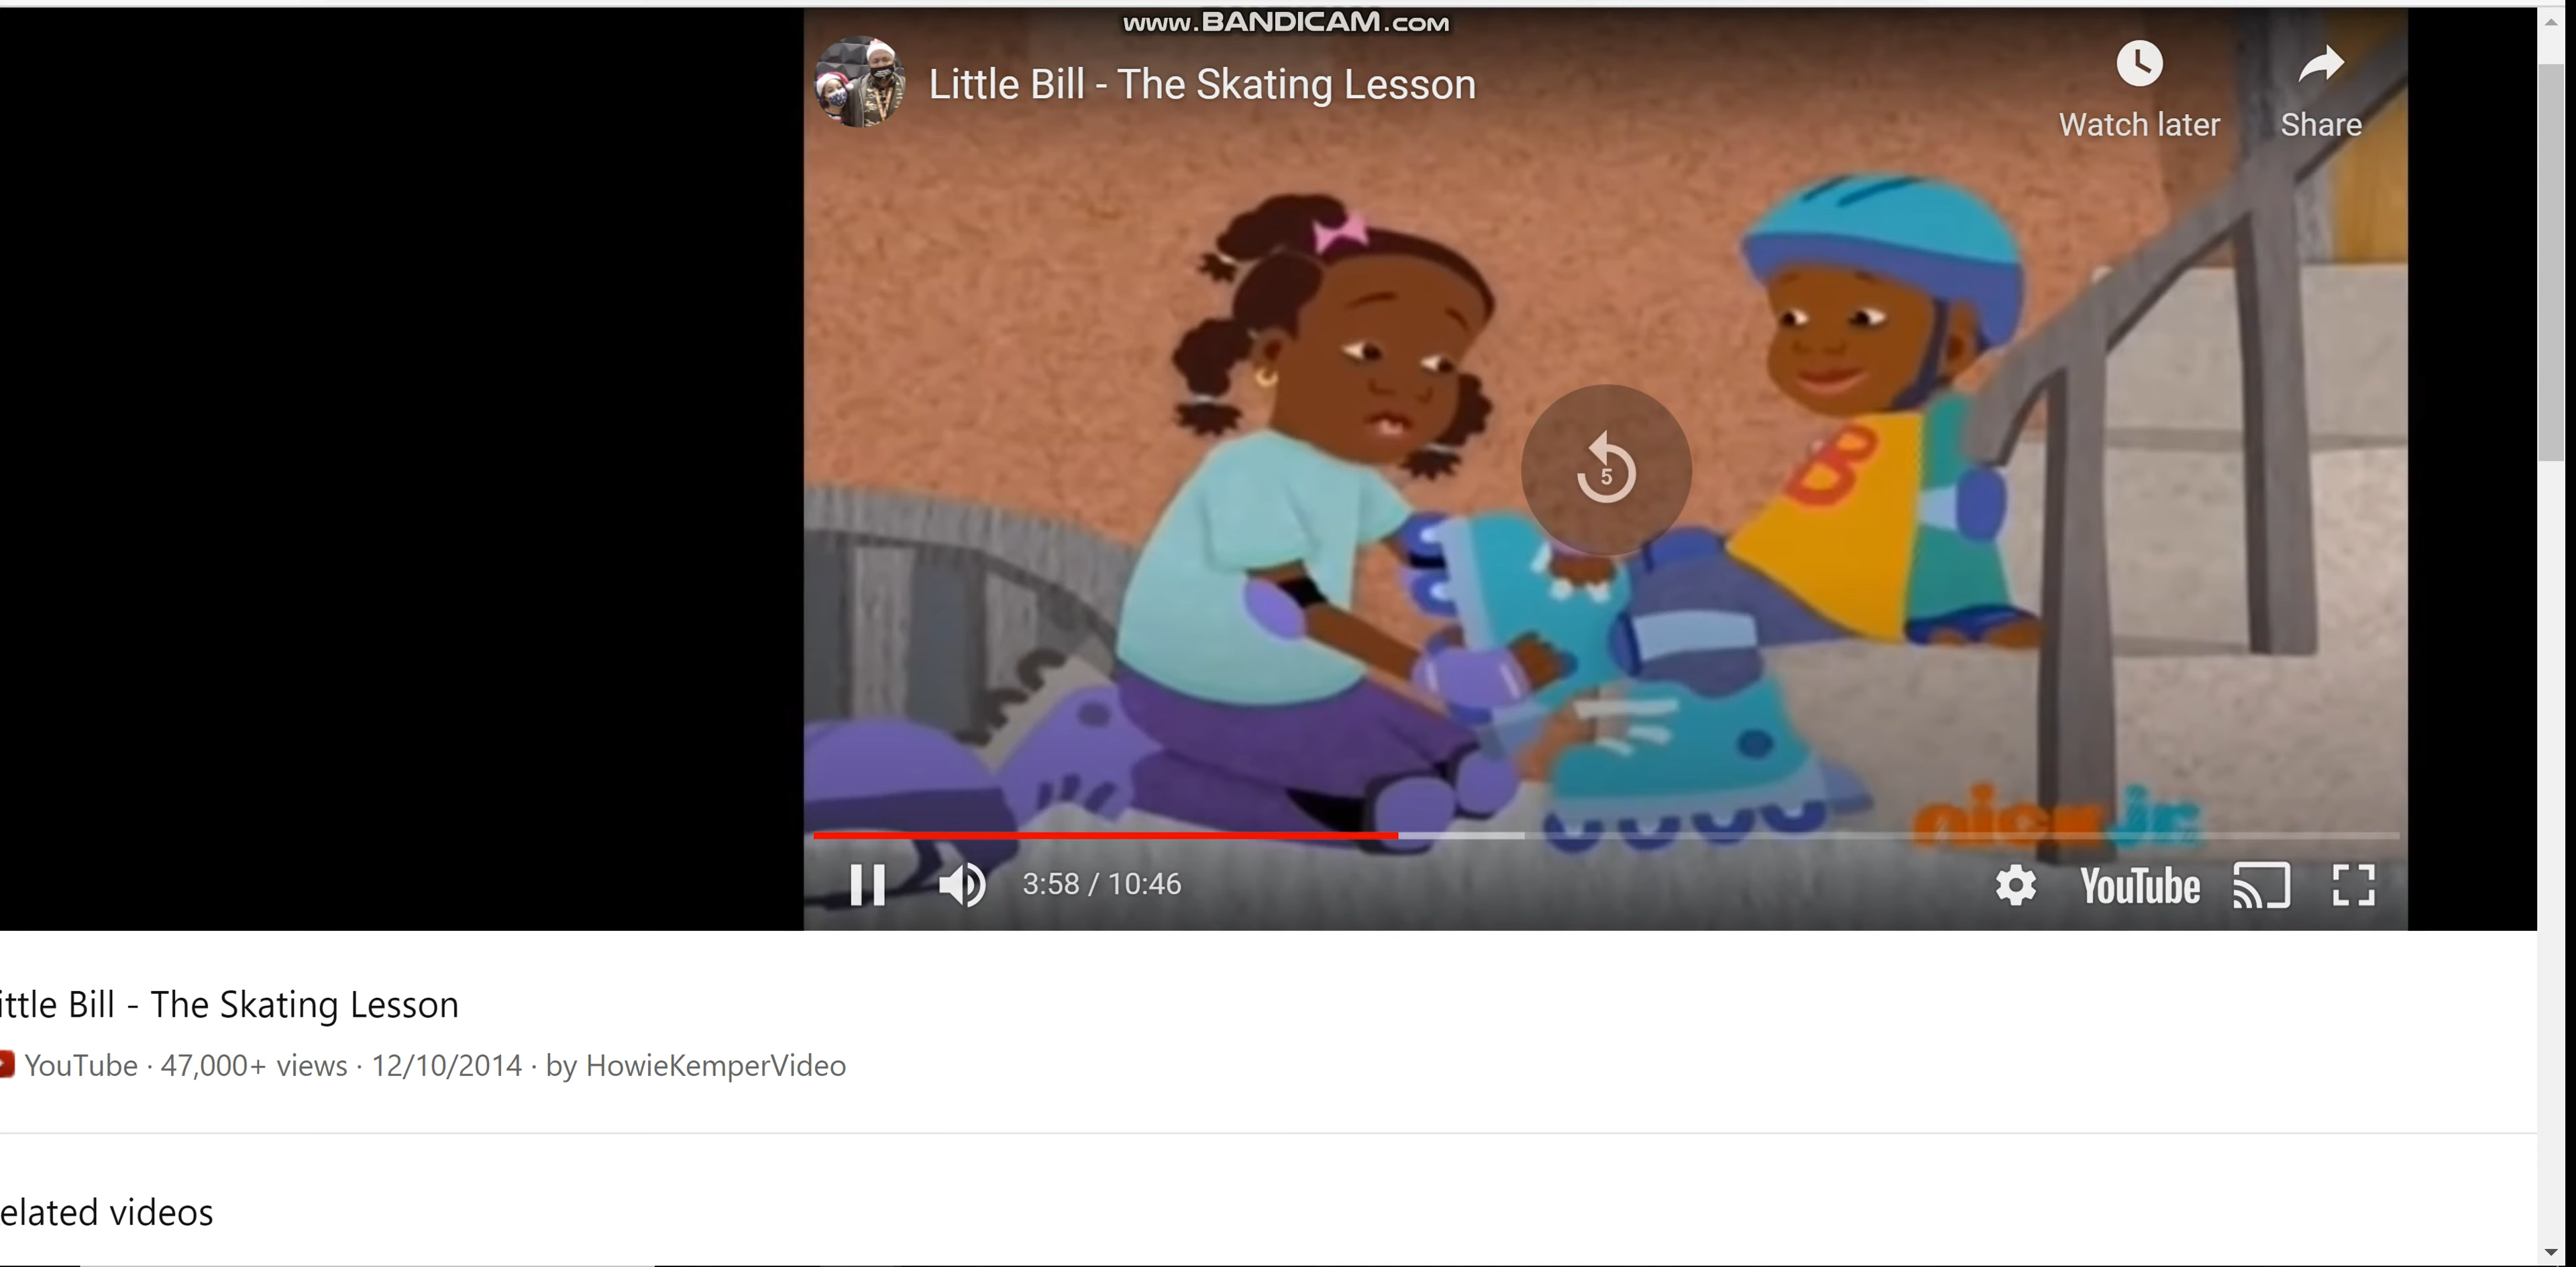 www.BANDICAM.com
Little Bill - The Skating Lesson
Watch later
Share
B
5
nick jr.
3:58 / 10:46
YouTube
ittle Bill - The Skating Lesson
YouTube · 47,000+ views · 12/10/2014 · by HowieKemperVideo
elated videos